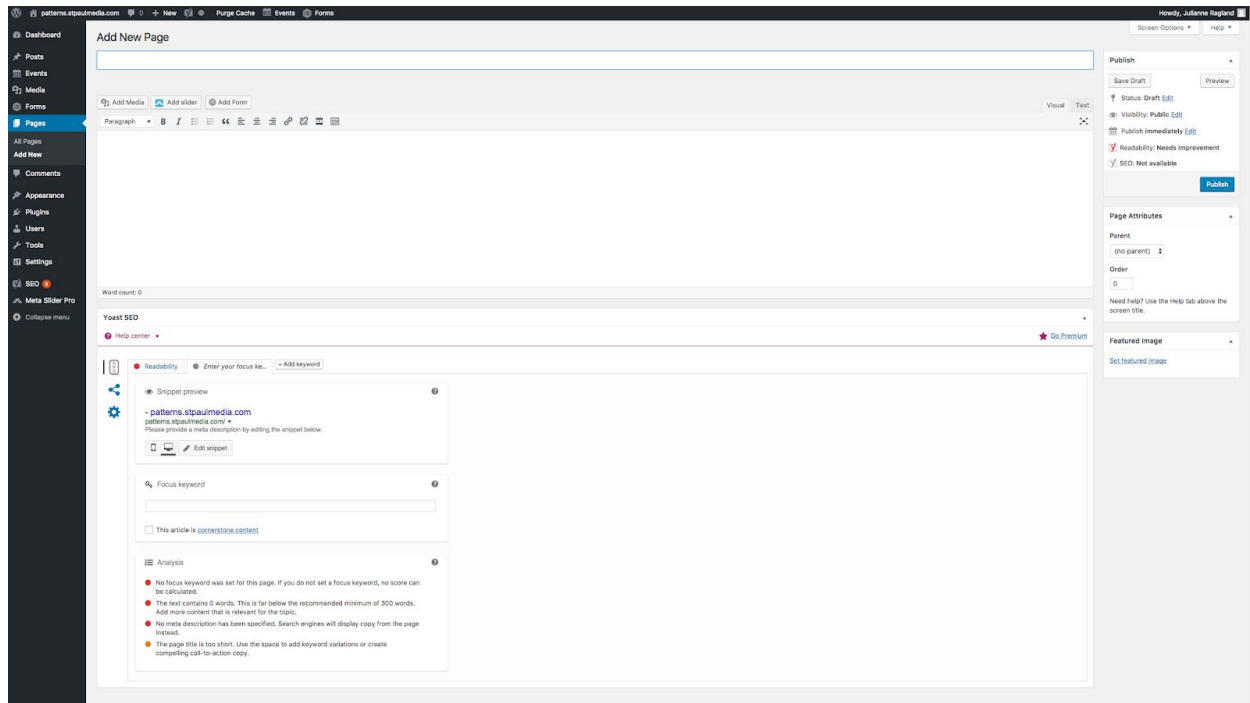 patterns.stpaulmedia.com 0 + New Purge Cache Events Forms
Howdy, Julianne Ragland
Screen Options Help
Dashboard
Posts
Events
Media
Forms
Pages
All Pages
Add New
Comments
Appearance
Plugins
Users
Tools
Settings
SEO 3
Meta Slider Pro
Collapse menu
Add New Page
Add Media Add slider Add Form
Visual Text
Paragraph B I
Word count: 0
Yoast SEO
Help center
Go Premium
Readability Enter your focus ke... + Add keyword
Snippet preview
- patterns.stpaulmedia.com
patterns.stpaulmedia.com/
Please provide a meta description by editing the snippet below.
Edit snippet
Focus keyword
This article is cornerstone content
Analysis
No focus keyword was set for this page. If you do not set a focus keyword, no score can
be calculated.
The text contains 0 words. This is far below the recommended minimum of 300 words.
Add more content that is relevant for the topic.
No meta description has been specified. Search engines will display copy from the page
instead.
The page title is too short. Use the space to add keyword variations or create
compelling call-to-action copy.
Publish
Save Draft Preview
Status: Draft Edit
Visibility: Public Edit
Publish immediately Edit
Readability: Needs improvement
SEO: Not available
Publish
Page Attributes
Parent
(no parent)
Order
0
Need help? Use the Help tab above the
screen title.
Featured Image
Set featured image